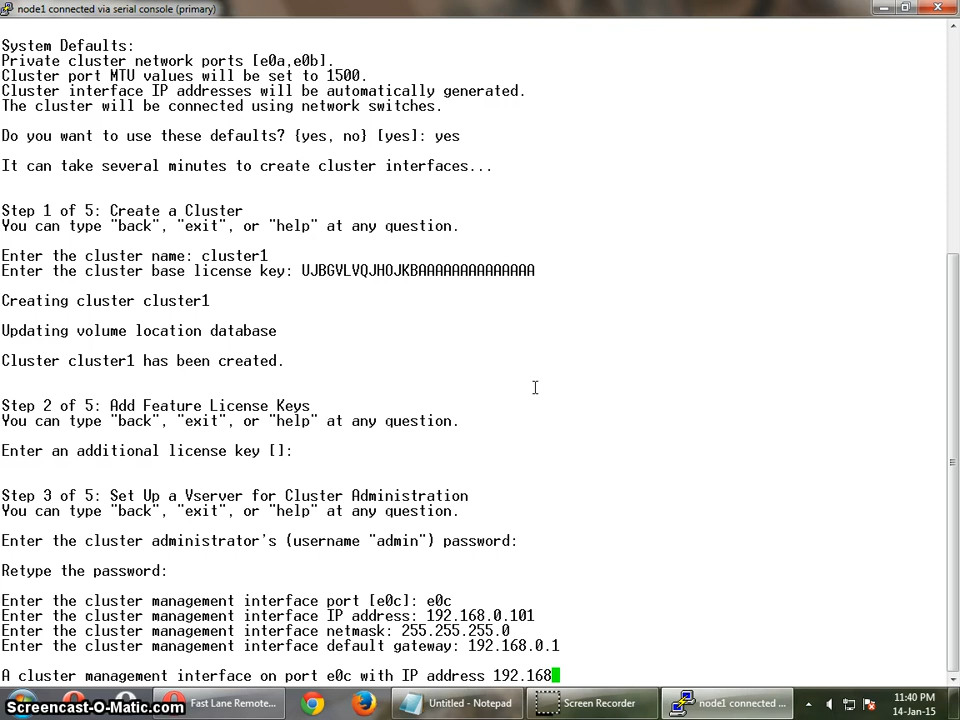 node1 connected via serial console (primary)
System Defaults:
Private cluster network ports [e0a,e0b].
Cluster port MTU values will be set to 1500.
Cluster interface IP addresses will be automatically generated.
The cluster will be connected using network switches.
Do you want to use these defaults? {yes, no} [yes]: yes
It can take several minutes to create cluster interfaces...
Step 1 of 5: Create a Cluster
You can type "back", "exit", or "help" at any question.
Enter the cluster name: cluster1
Enter the cluster base license key: UJBGVLVQJHOJKBAAAAAAAAAAAAAA
Creating cluster cluster1
Updating volume location database
Cluster cluster1 has been created.
Step 2 of 5: Add Feature License Keys
You can type "back", "exit", or "help" at any question.
Enter an additional license key []:
Step 3 of 5: Set Up a Vserver for Cluster Administration
You can type "back", "exit", or "help" at any question.
Enter the cluster administrator's (username "admin") password:
Retype the password:
Enter the cluster management interface port [e0c]: e0c
Enter the cluster management interface IP address: 192.168.0.101
Enter the cluster management interface netmask: 255.255.255.0
Enter the cluster management interface default gateway: 192.168.0.1
A cluster management interface on port e0c with IP address 192.168
Fast Lane Remote...
Untitled - Notepad
Screen Recorder
node1 connected ...
11:40 PM
14-Jan-15
Screencast-O-Matic.com